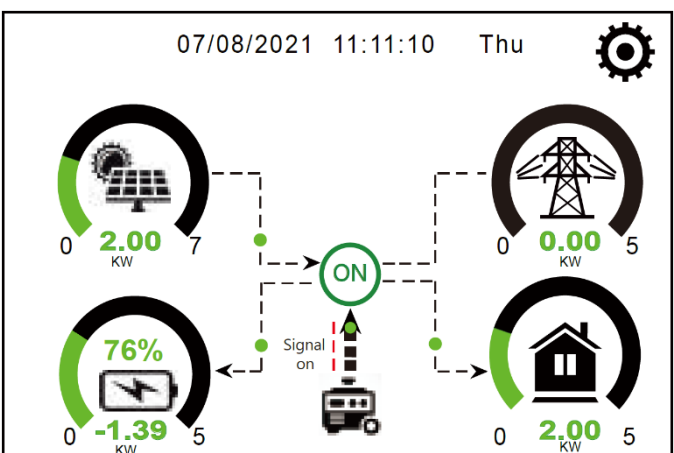 07/08/2021 11:11:10 Thu
0 2.00 7
KW
0 0.00 5
KW
ON
Signal
on
76%
0 -1.39 5
KW
0 2.00 5
KW